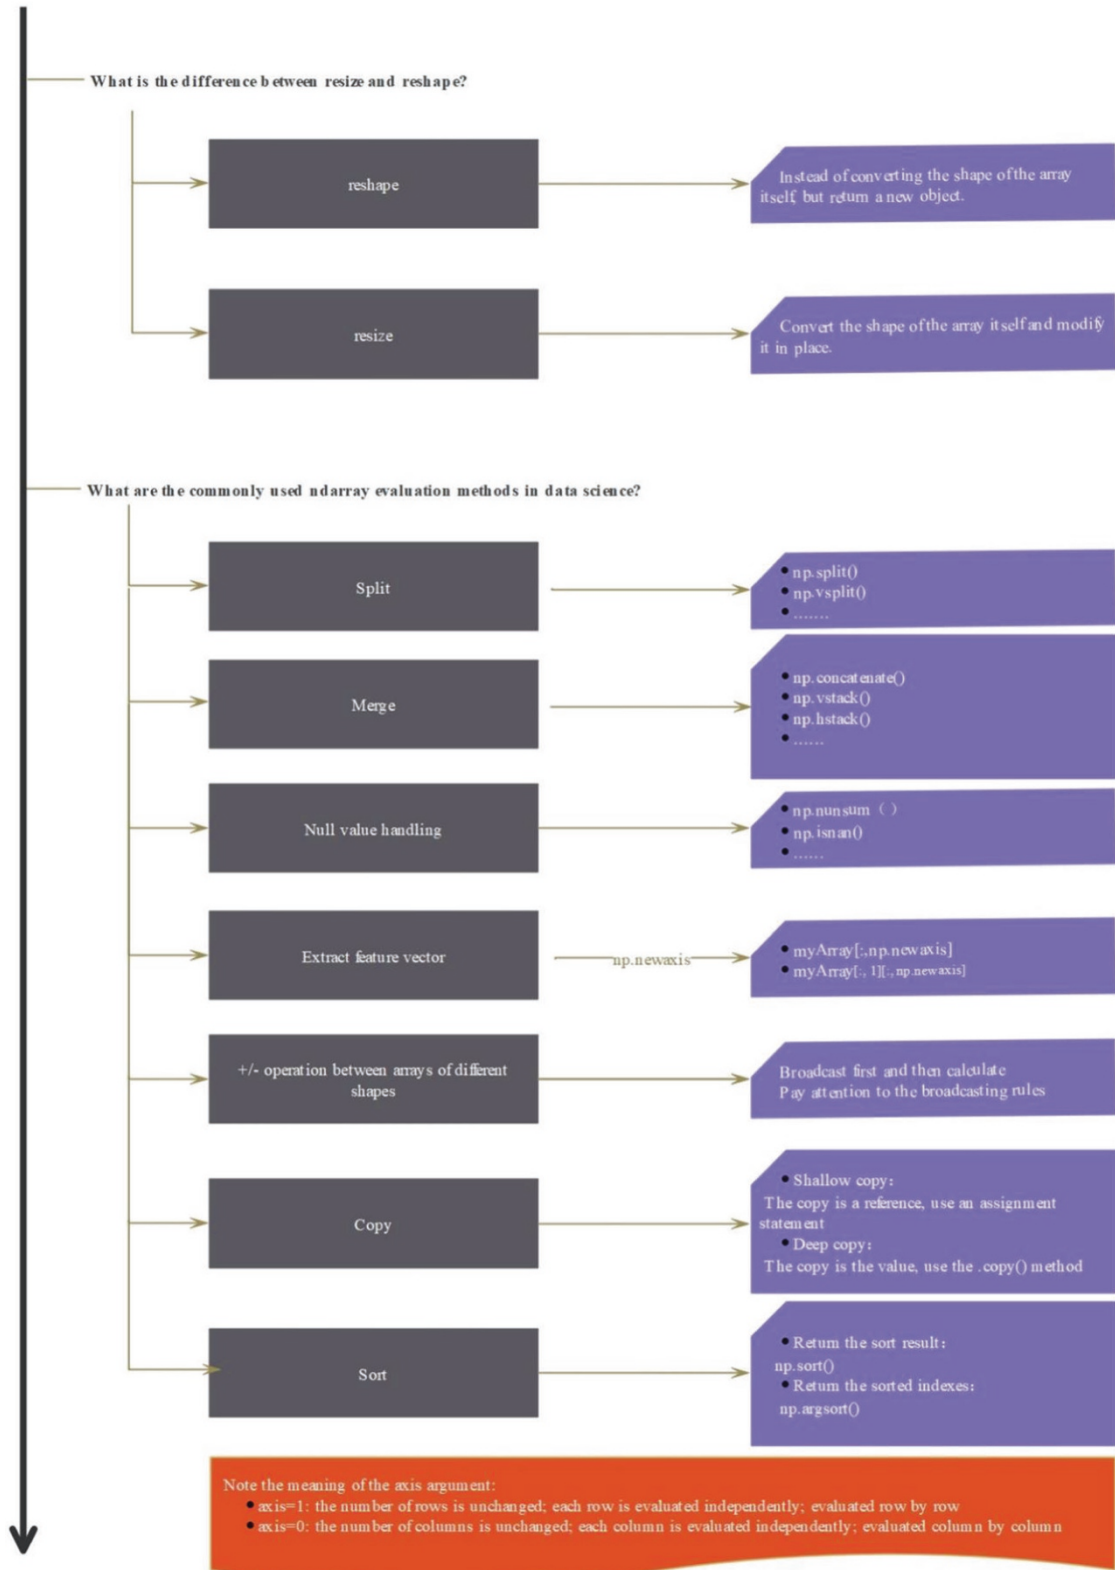 What is the difference between resize and reshape?
reshape
Instead of converting the shape of the array
itself, but return a new object.
resize
Convert the shape of the array itself and modify
it in place.
What are the commonly used ndarray evaluation methods in data science?
Split
• np.split()
• np.vsplit()
• .......
Merge
• np.concatenate()
• np.vstack()
• np.hstack()
• ......
Null value handling
• np.nunsum ( )
• np.isnan()
• ......
Extract feature vector
np.newaxis
• myArray[:,np.newaxis]
• myArray[:, 1][:, np.newaxis]
+/- operation between arrays of different
shapes
Broadcast first and then calculate
Pay attention to the broadcasting rules
Copy
• Shallow copy:
The copy is a reference, use an assignment
statement
• Deep copy:
The copy is the value, use the .copy() method
Sort
• Return the sort result:
np.sort()
• Return the sorted indexes:
np.argsort()
Note the meaning of the axis argument:
• axis=1: the number of rows is unchanged; each row is evaluated independently; evaluated row by row
• axis=0: the number of columns is unchanged; each column is evaluated independently; evaluated column by column